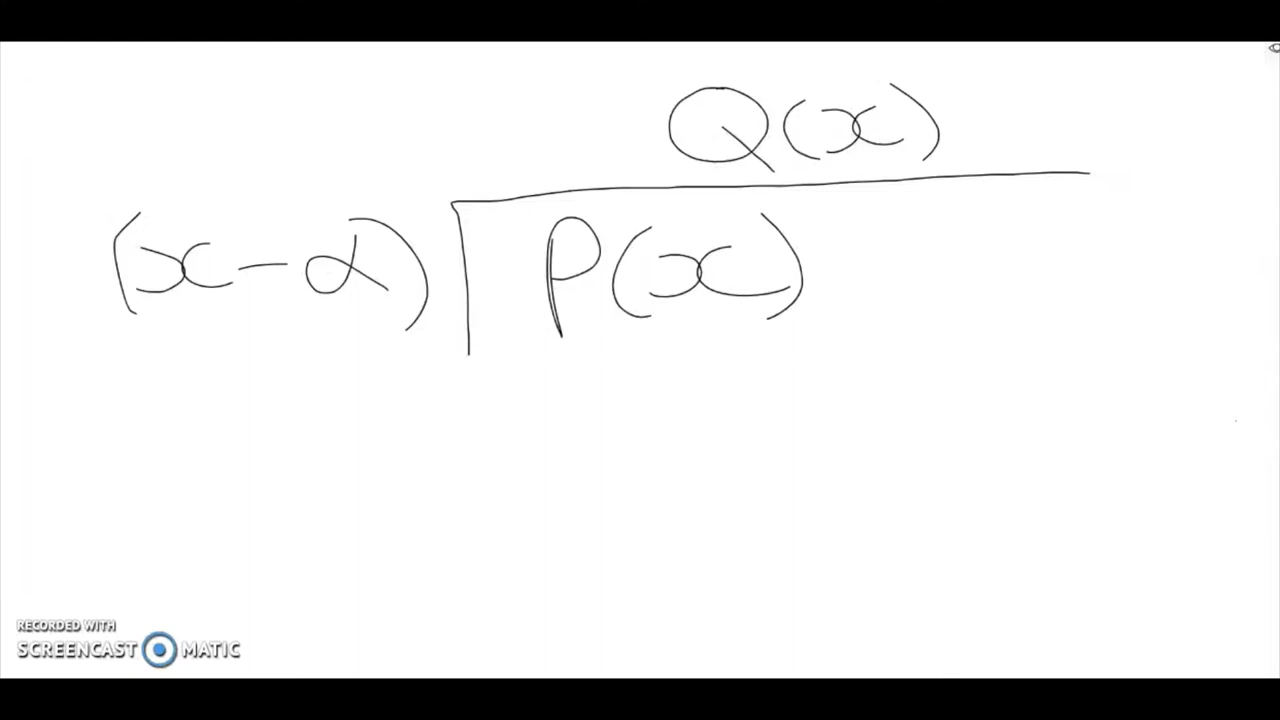 Q(x)
(x-α) P(x)
RECORDED WITH
SCREENCAST MATIC